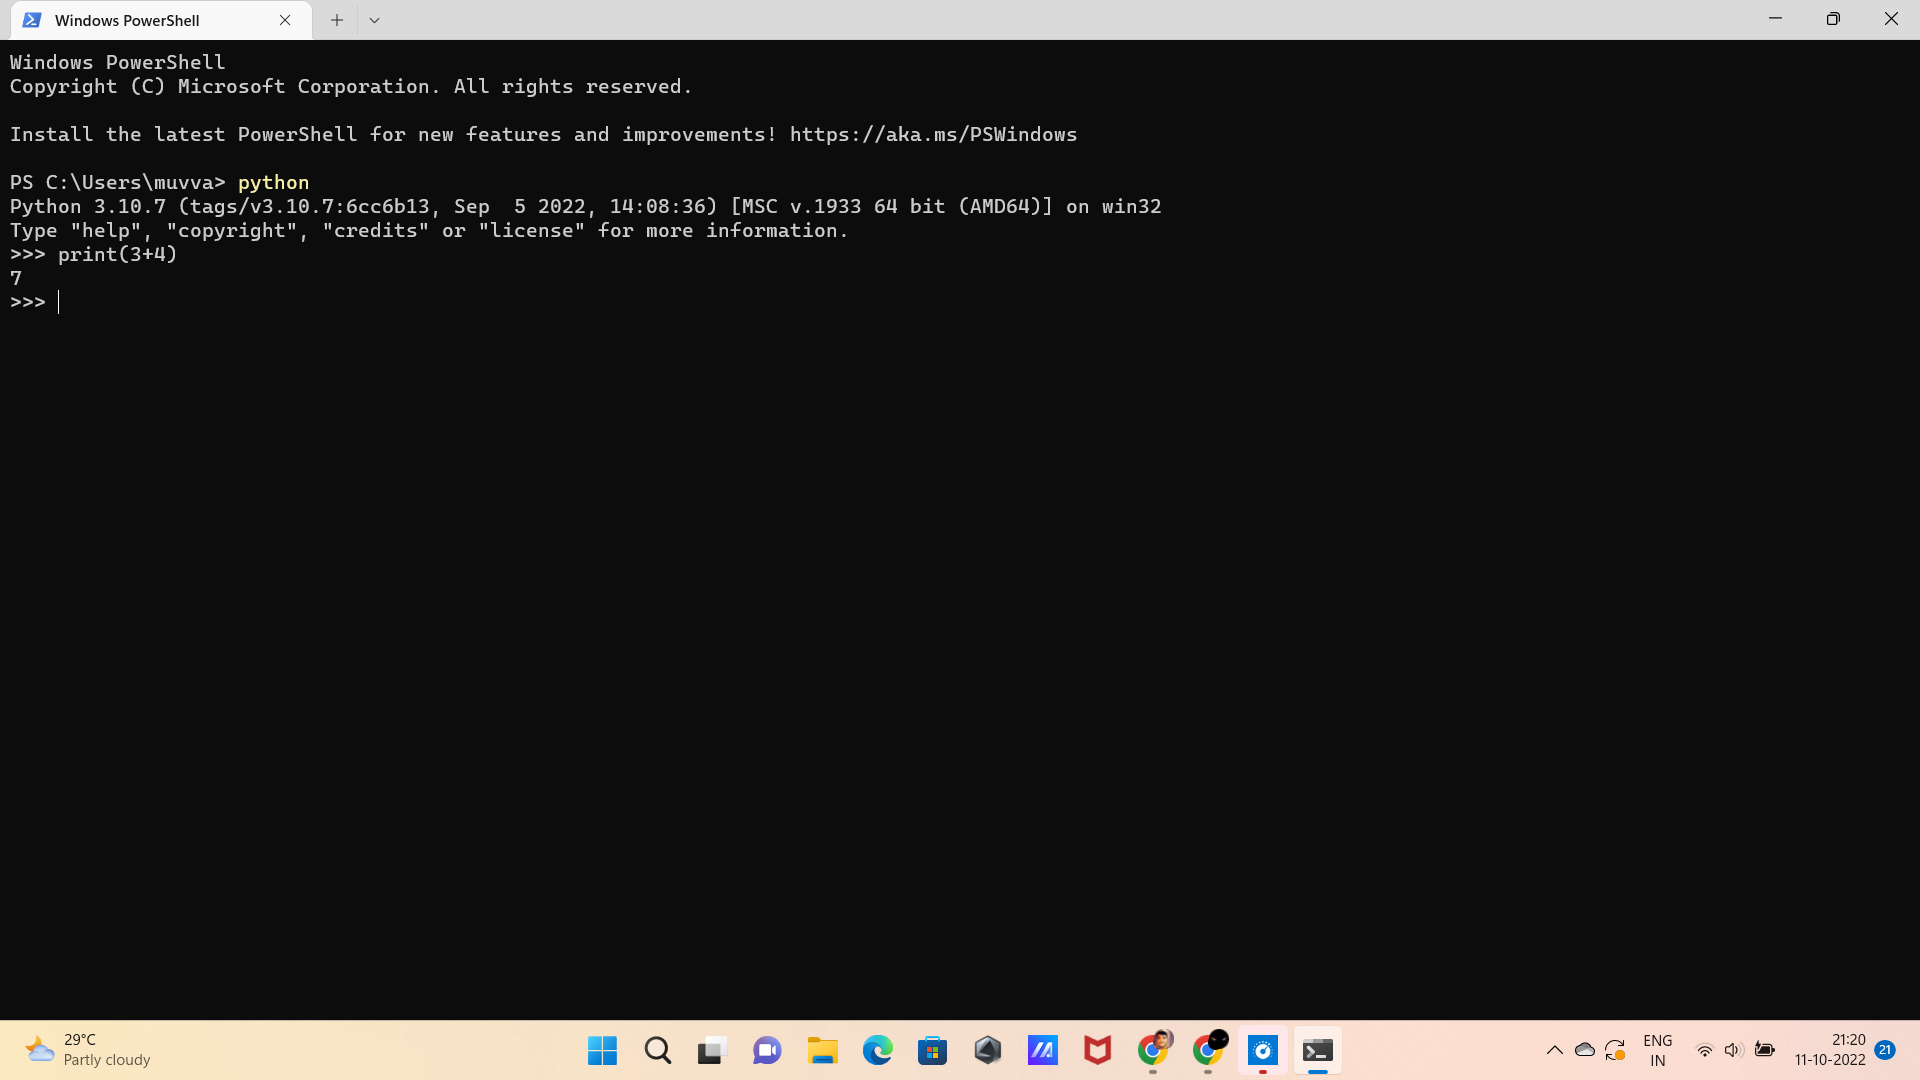 Windows PowerShell
Windows PowerShell
Copyright (C) Microsoft Corporation. All rights reserved.
Install the latest PowerShell for new features and improvements! https://aka.ms/PSWindows
PS C:\Users\muvva> python
Python 3.10.7 (tags/v3.10.7:6cc6b13, Sep  5 2022, 14:08:36) [MSC v.1933 64 bit (AMD64)] on win32
Type "help", "copyright", "credits" or "license" for more information.
>>> print(3+4)
7
>>>
29°C
Partly cloudy
ENG
IN
21:20
11-10-2022
21